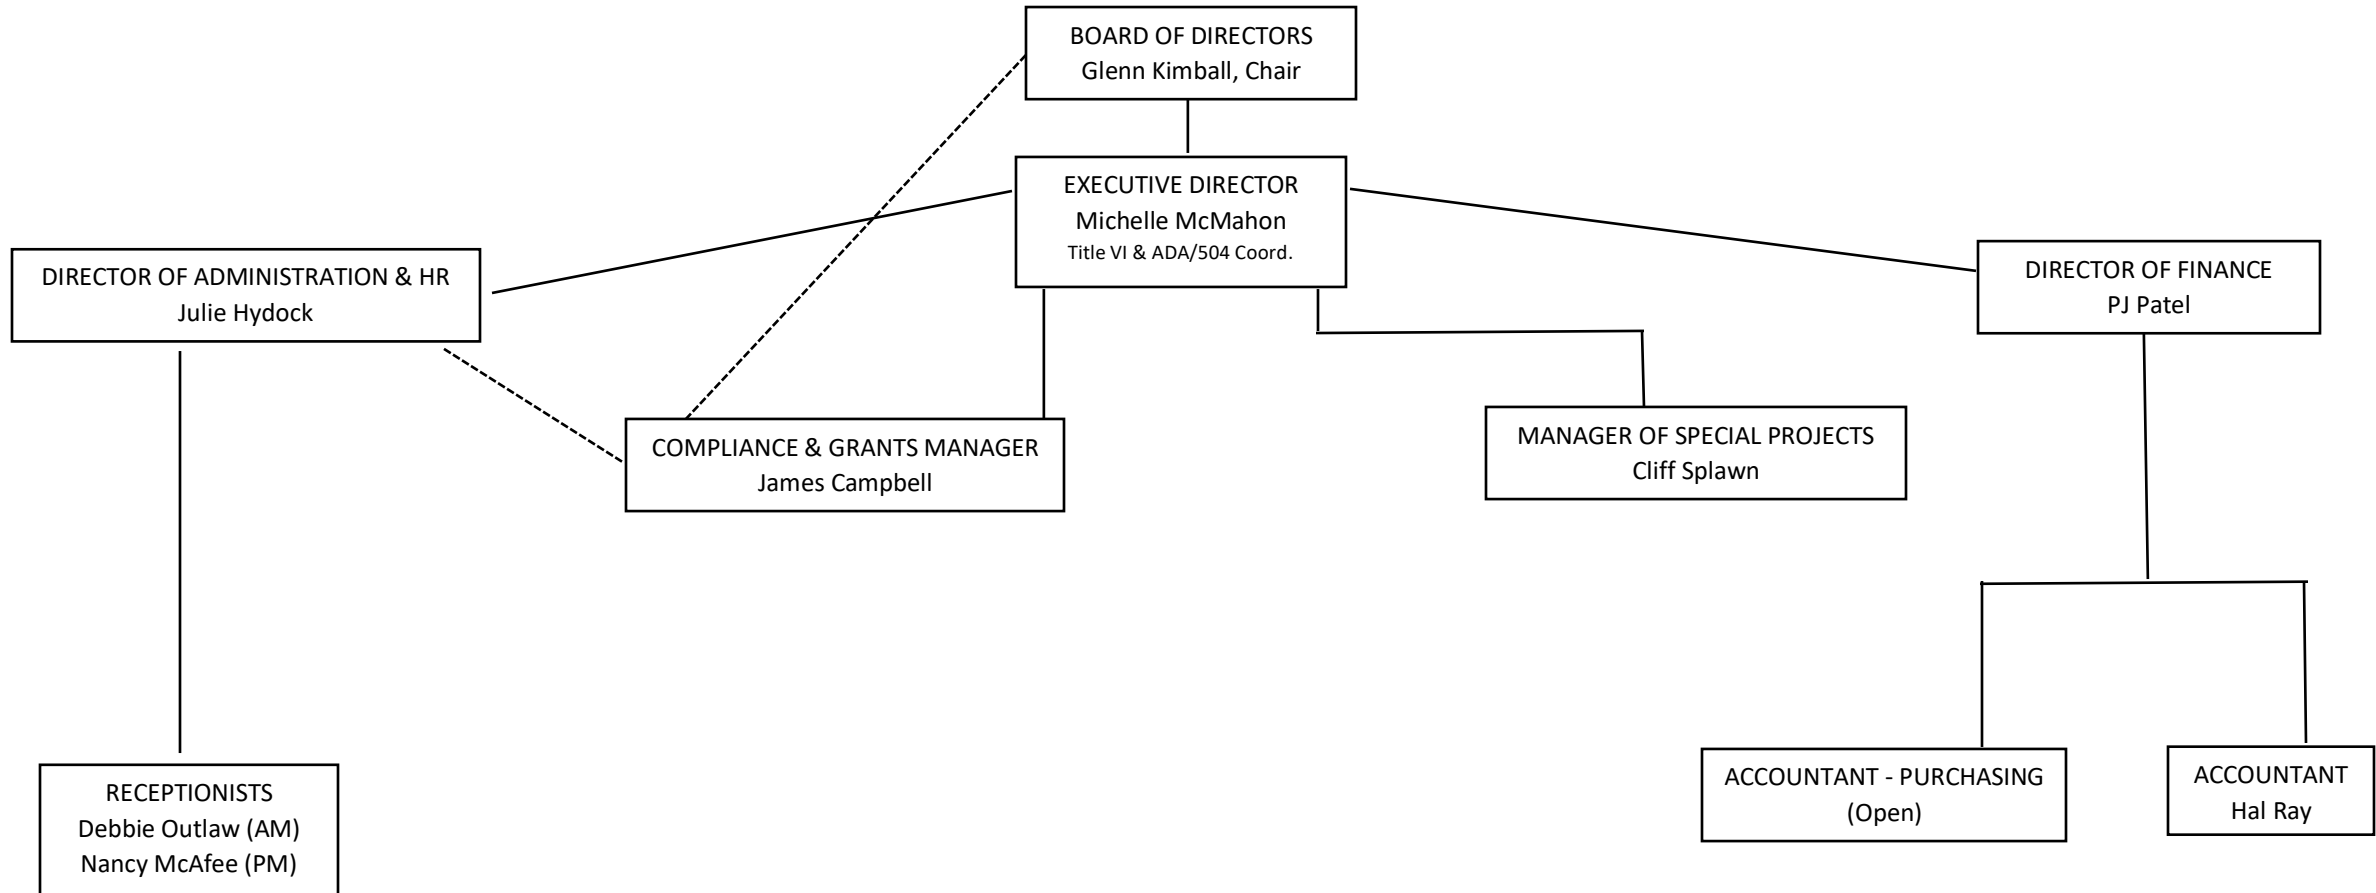 BOARD OF DIRECTORS
Glenn Kimball, Chair
EXECUTIVE DIRECTOR
Michelle McMahon
Title VI & ADA/504 Coord.
DIRECTOR OF ADMINISTRATION & HR
Julie Hydock
DIRECTOR OF FINANCE
PJ Patel
COMPLIANCE & GRANTS MANAGER
James Campbell
MANAGER OF SPECIAL PROJECTS
Cliff Splawn
RECEPTIONISTS
Debbie Outlaw (AM)
Nancy McAfee (PM)
ACCOUNTANT - PURCHASING
(Open)
ACCOUNTANT
Hal Ray